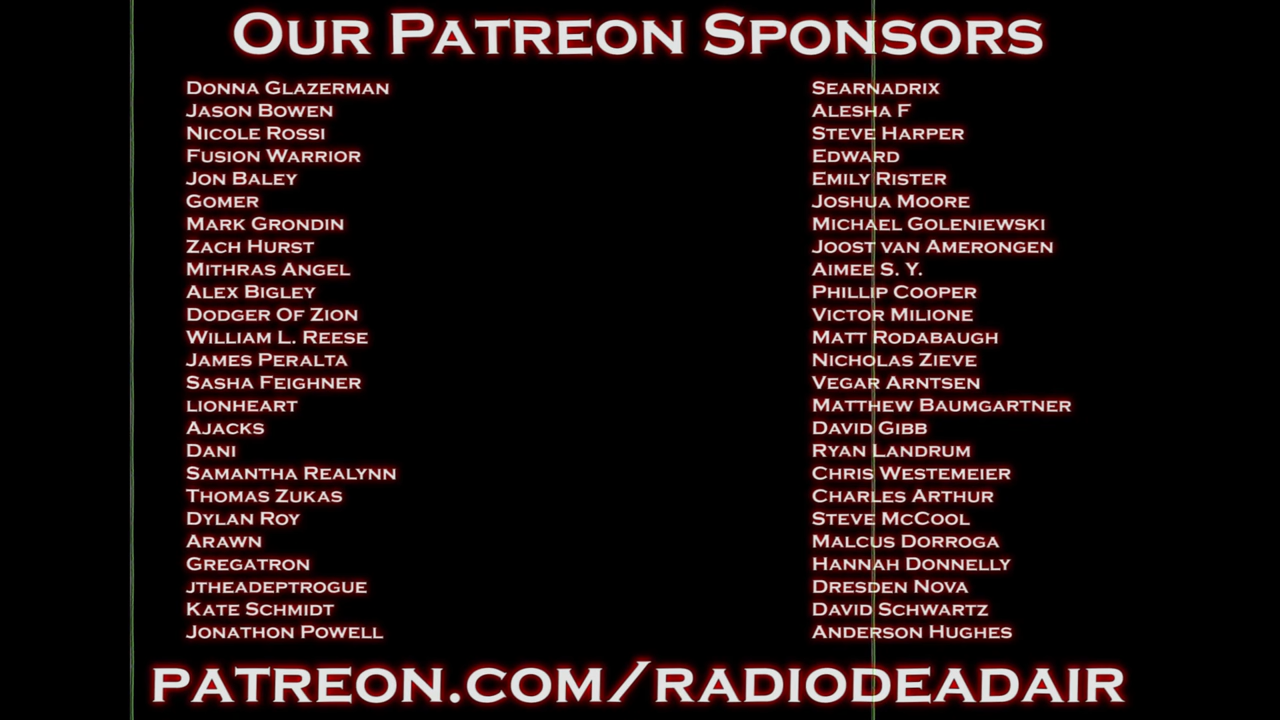 Our Patreon Sponsors
Donna Glazerman
Jason Bowen
Nicole Rossi
Fusion Warrior
Jon Baley
Gomer
Mark Grondin
Zach Hurst
Mithras Angel
Alex Bigley
Dodger Of Zion
William L. Reese
James Peralta
Sasha Feighner
lionheart
Ajacks
Dani
Samantha Realynn
Thomas Zukas
Dylan Roy
Arawn
Gregatron
jtheadeptrogue
Kate Schmidt
Jonathon Powell
Searnadrix
Alesha F
Steve Harper
Edward
Emily Rister
Joshua Moore
Michael Goleniewski
Joost van Amerongen
Aimee S. Y.
Phillip Cooper
Victor Milione
Matt Rodabaugh
Nicholas Zieve
Vegar Arntsen
Matthew Baumgartner
David Gibb
Ryan Landrum
Chris Westemeier
Charles Arthur
Steve McCool
Malcus Dorroga
Hannah Donnelly
Dresden Nova
David Schwartz
Anderson Hughes
patreon.com/radiodeadair